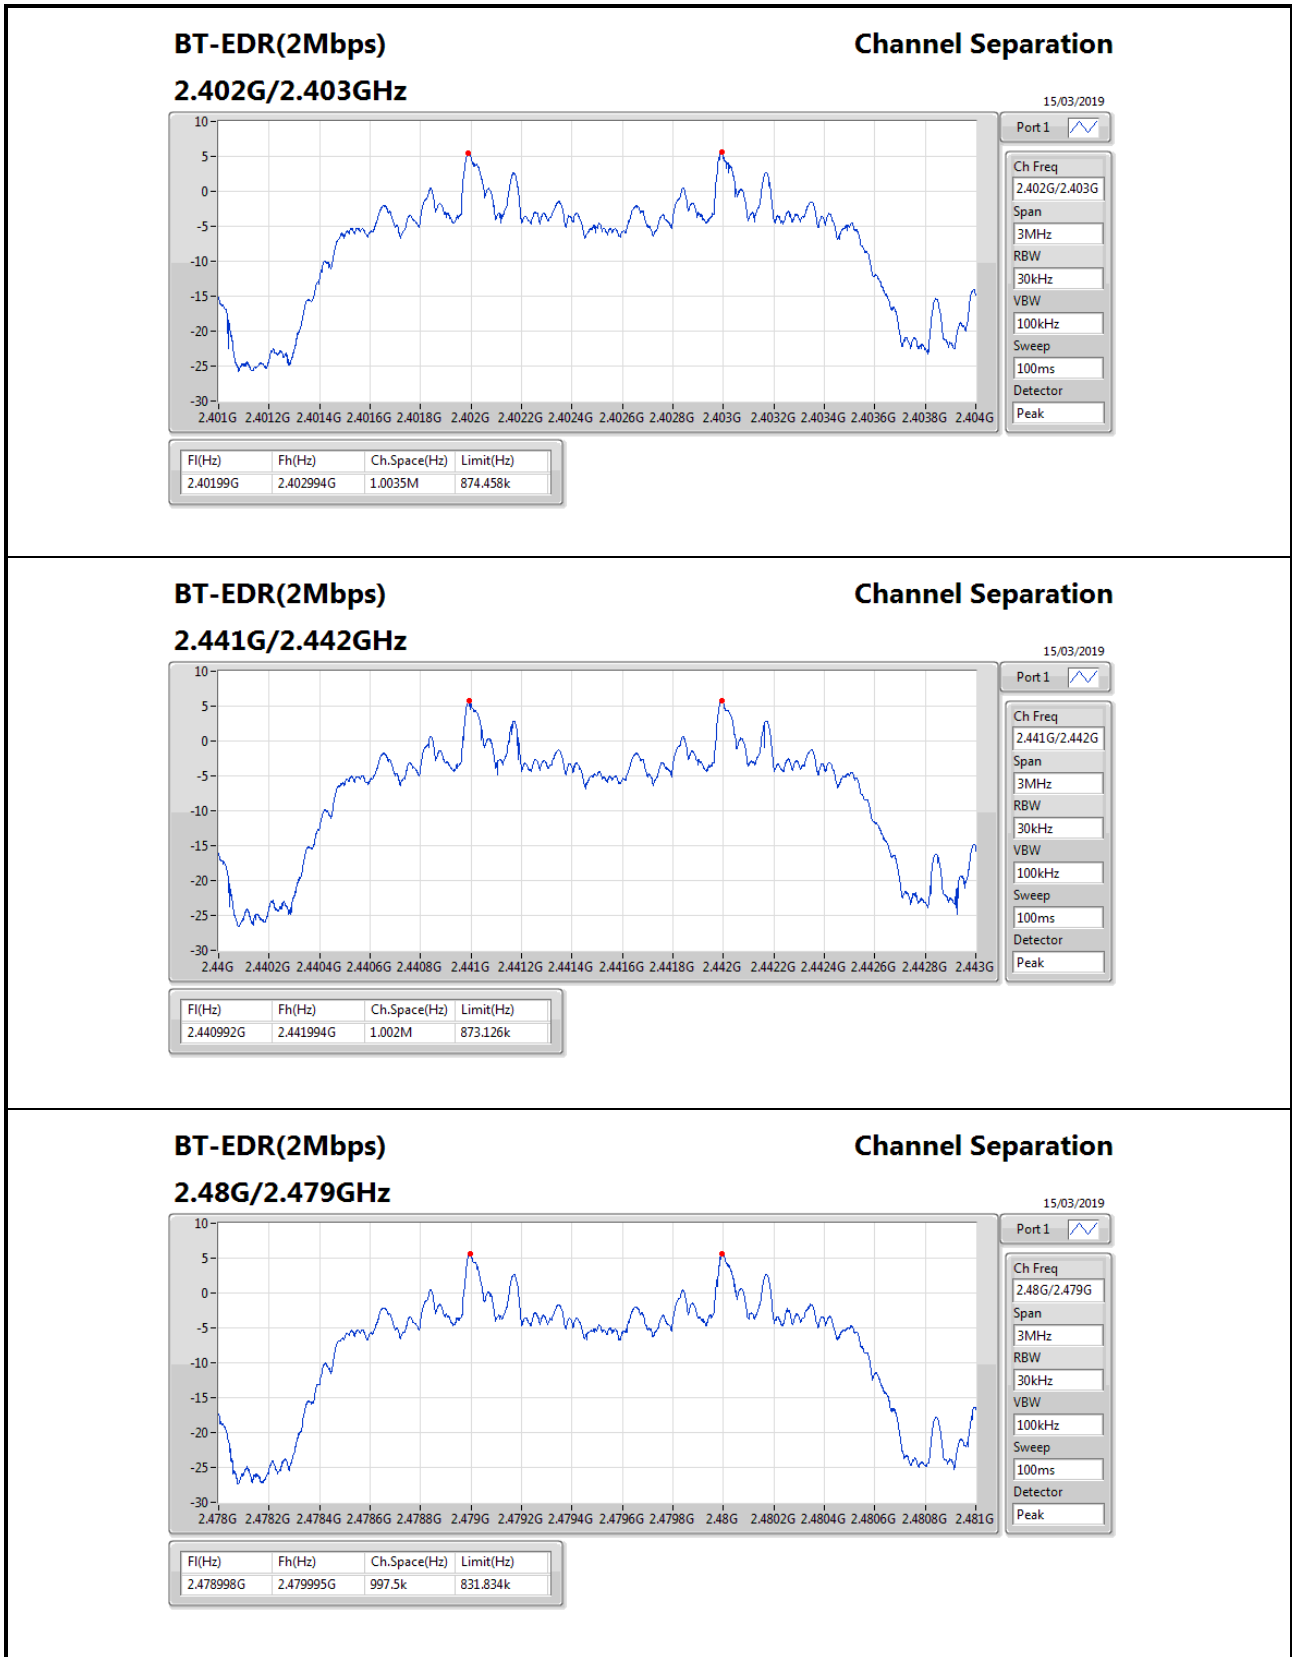 BT-EDR(2Mbps) Channel Separation
2.402G/2.403GHz
15/03/2019
Port 1
10
5
0
-5
-10
-15
-20
-25
-30
2.401G 2.4012G 2.4014G 2.4016G 2.4018G 2.402G 2.4022G 2.4024G 2.4026G 2.4028G 2.403G 2.4032G 2.4034G 2.4036G 2.4038G 2.404G
Ch Freq
2.402G/2.403G
Span
3MHz
RBW
30kHz
VBW
100kHz
Sweep
100ms
Detector
Peak
Fl(Hz) Fh(Hz) Ch.Space(Hz) Limit(Hz)
2.40199G 2.402994G 1.0035M 874.458k
BT-EDR(2Mbps) Channel Separation
2.441G/2.442GHz
15/03/2019
Port 1
10
5
0
-5
-10
-15
-20
-25
-30
2.44G 2.4402G 2.4404G 2.4406G 2.4408G 2.441G 2.4412G 2.4414G 2.4416G 2.4418G 2.442G 2.4422G 2.4424G 2.4426G 2.4428G 2.443G
Ch Freq
2.441G/2.442G
Span
3MHz
RBW
30kHz
VBW
100kHz
Sweep
100ms
Detector
Peak
Fl(Hz) Fh(Hz) Ch.Space(Hz) Limit(Hz)
2.440992G 2.441994G 1.002M 873.126k
BT-EDR(2Mbps) Channel Separation
2.48G/2.479GHz
15/03/2019
Port 1
10
5
0
-5
-10
-15
-20
-25
-30
2.478G 2.4782G 2.4784G 2.4786G 2.4788G 2.479G 2.4792G 2.4794G 2.4796G 2.4798G 2.48G 2.4802G 2.4804G 2.4806G 2.4808G 2.481G
Ch Freq
2.48G/2.479G
Span
3MHz
RBW
30kHz
VBW
100kHz
Sweep
100ms
Detector
Peak
Fl(Hz) Fh(Hz) Ch.Space(Hz) Limit(Hz)
2.478998G 2.479995G 997.5k 831.834k